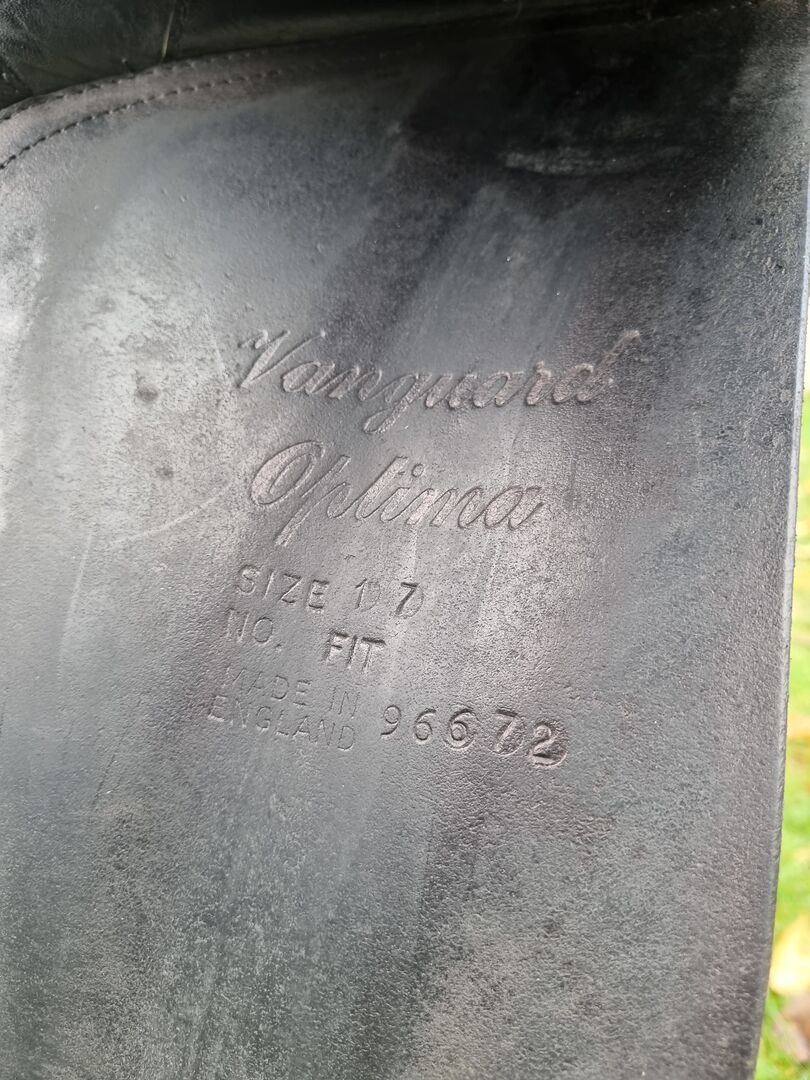 Vanguard
Optima
SIZE 17
NO. FIT
MADE IN
ENGLAND 96672